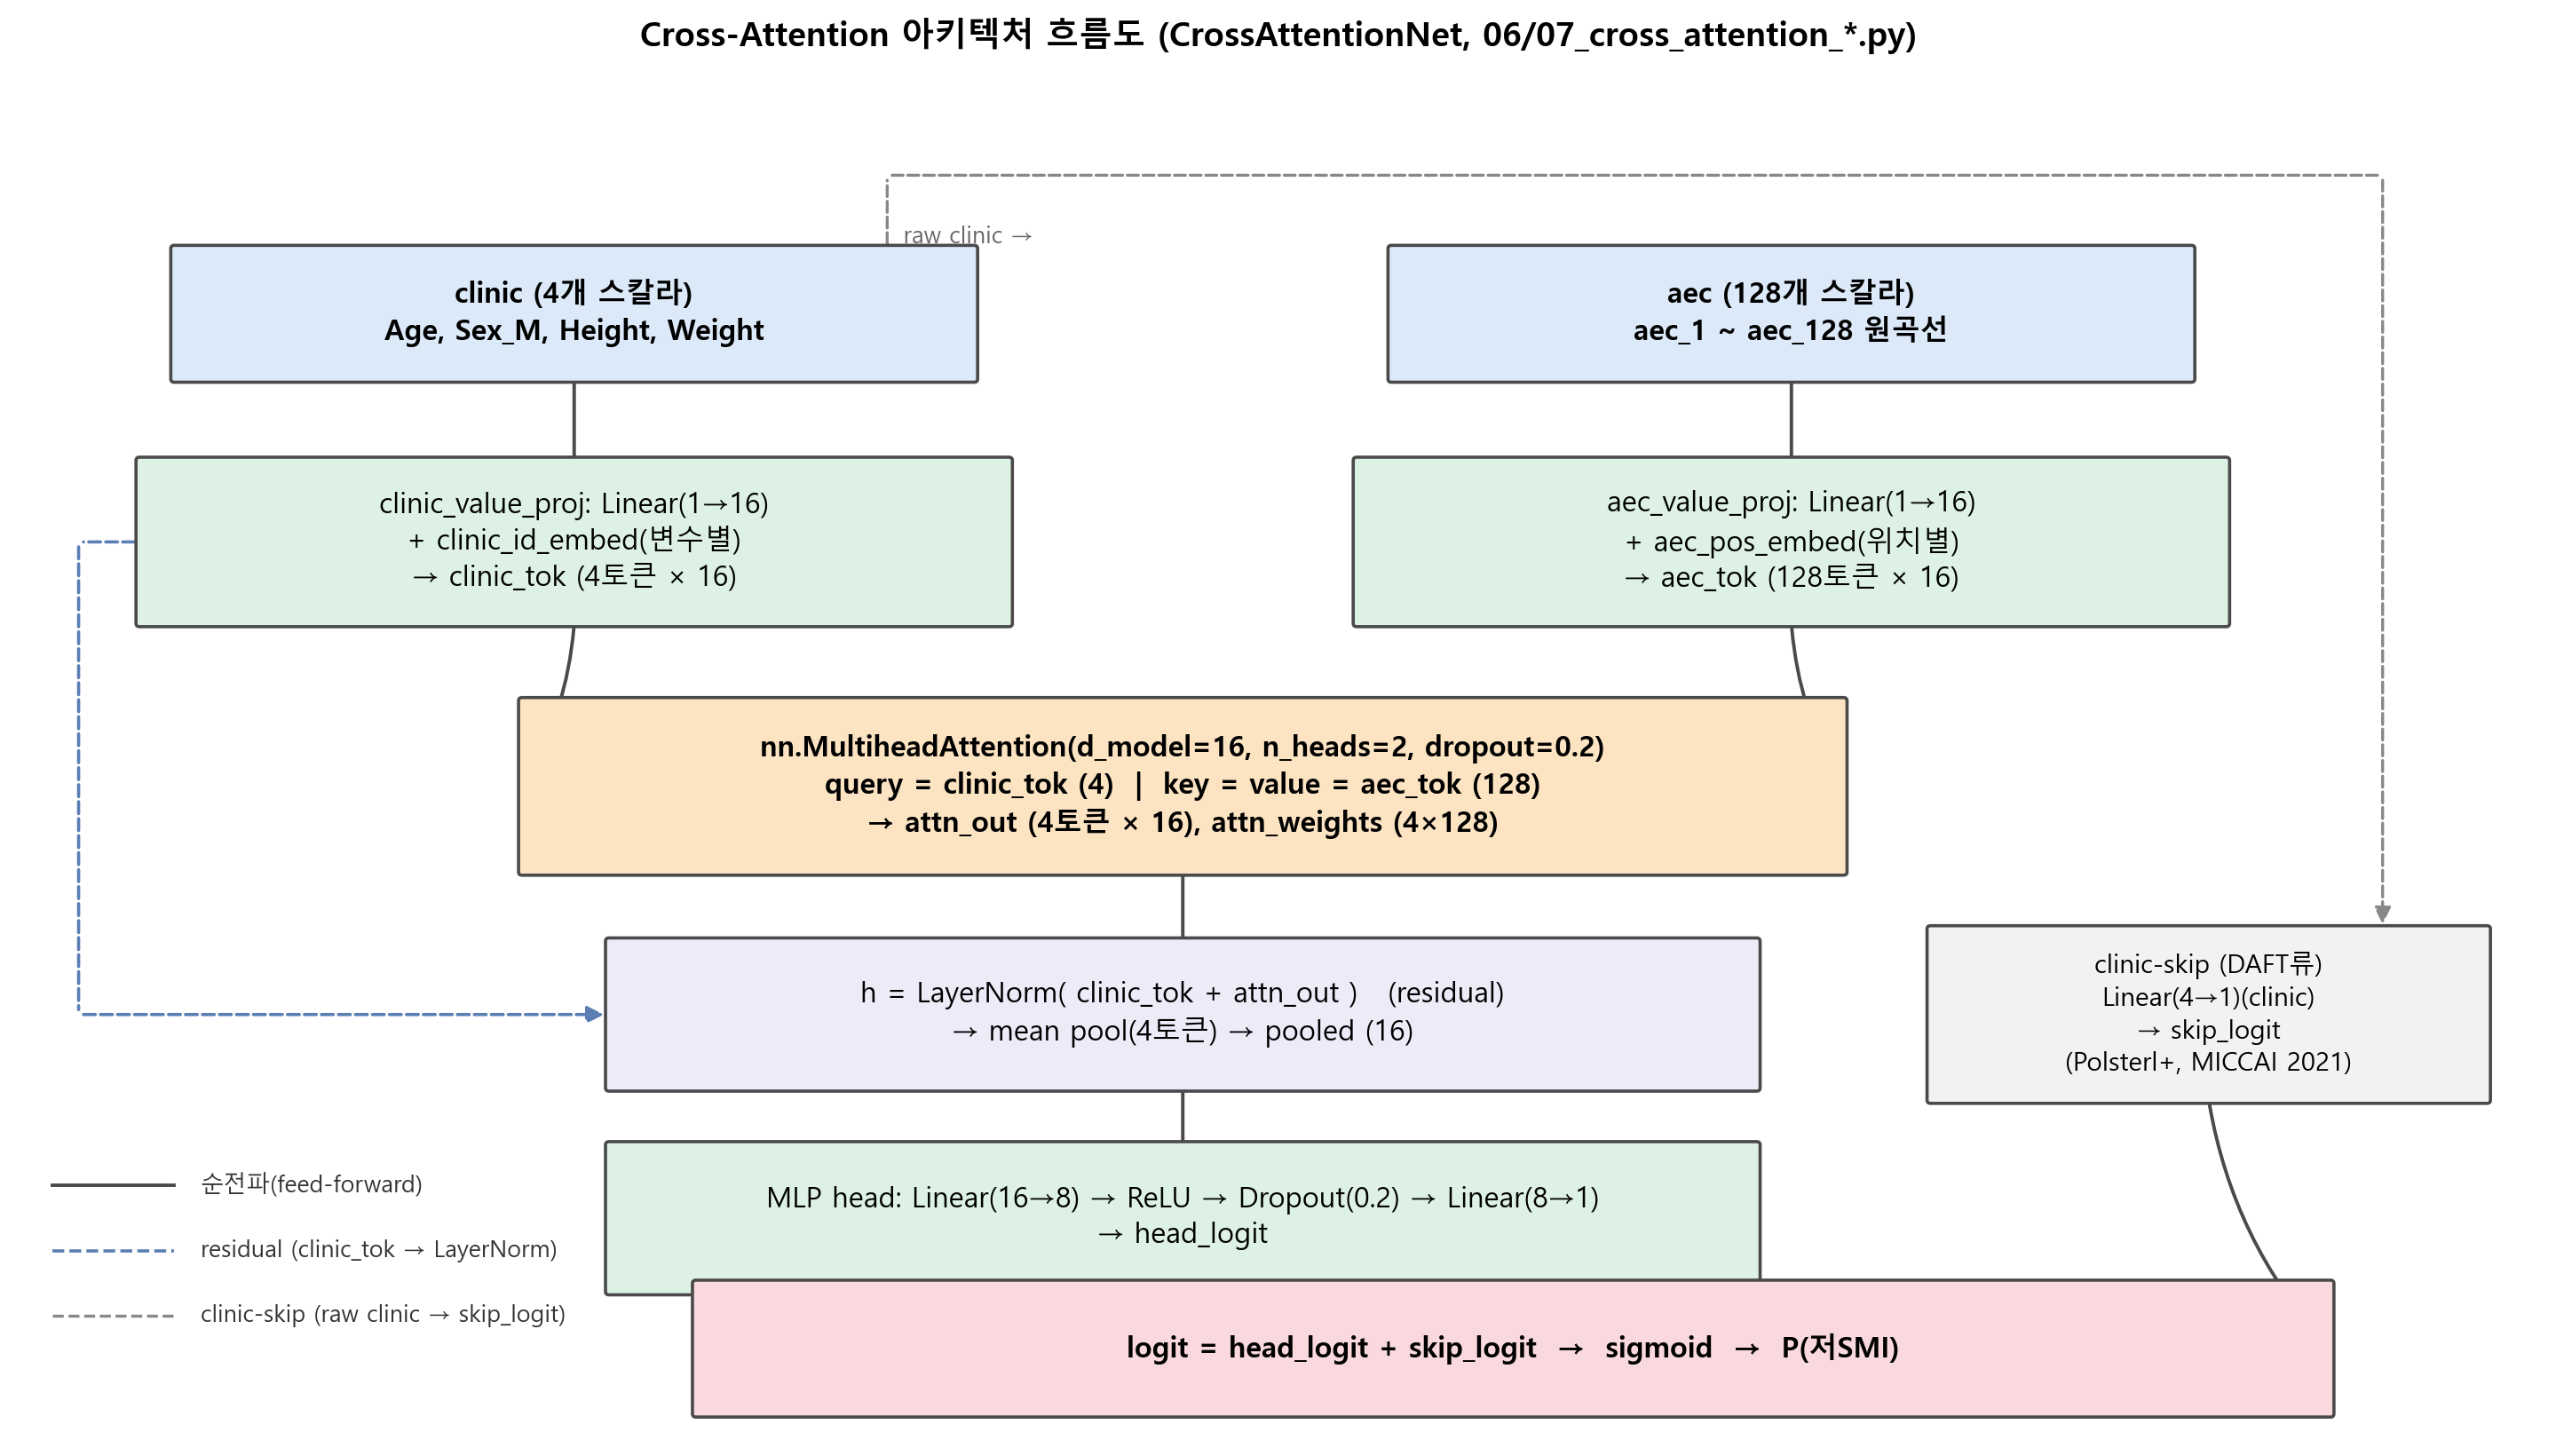 Cross-Attention 아키텍처 흐름도 (CrossAttentionNet, 06/07_cross_attention_*.py)
raw clinic →
clinic (4개 스칼라)
Age, Sex_M, Height, Weight
aec (128개 스칼라)
aec_1 ~ aec_128 원곡선
clinic_value_proj: Linear(1→16)
+ clinic_id_embed(변수별)
→ clinic_tok (4토큰 × 16)
aec_value_proj: Linear(1→16)
+ aec_pos_embed(위치별)
→ aec_tok (128토큰 × 16)
nn.MultiheadAttention(d_model=16, n_heads=2, dropout=0.2)
query = clinic_tok (4) | key = value = aec_tok (128)
→ attn_out (4토큰 × 16), attn_weights (4×128)
h = LayerNorm( clinic_tok + attn_out ) (residual)
→ mean pool(4토큰) → pooled (16)
clinic-skip (DAFT류)
Linear(4→1)(clinic)
→ skip_logit
(Polsterl+, MICCAI 2021)
MLP head: Linear(16→8) → ReLU → Dropout(0.2) → Linear(8→1)
→ head_logit
순전파(feed-forward)
residual (clinic_tok → LayerNorm)
clinic-skip (raw clinic → skip_logit)
logit = head_logit + skip_logit → sigmoid → P(저SMI)